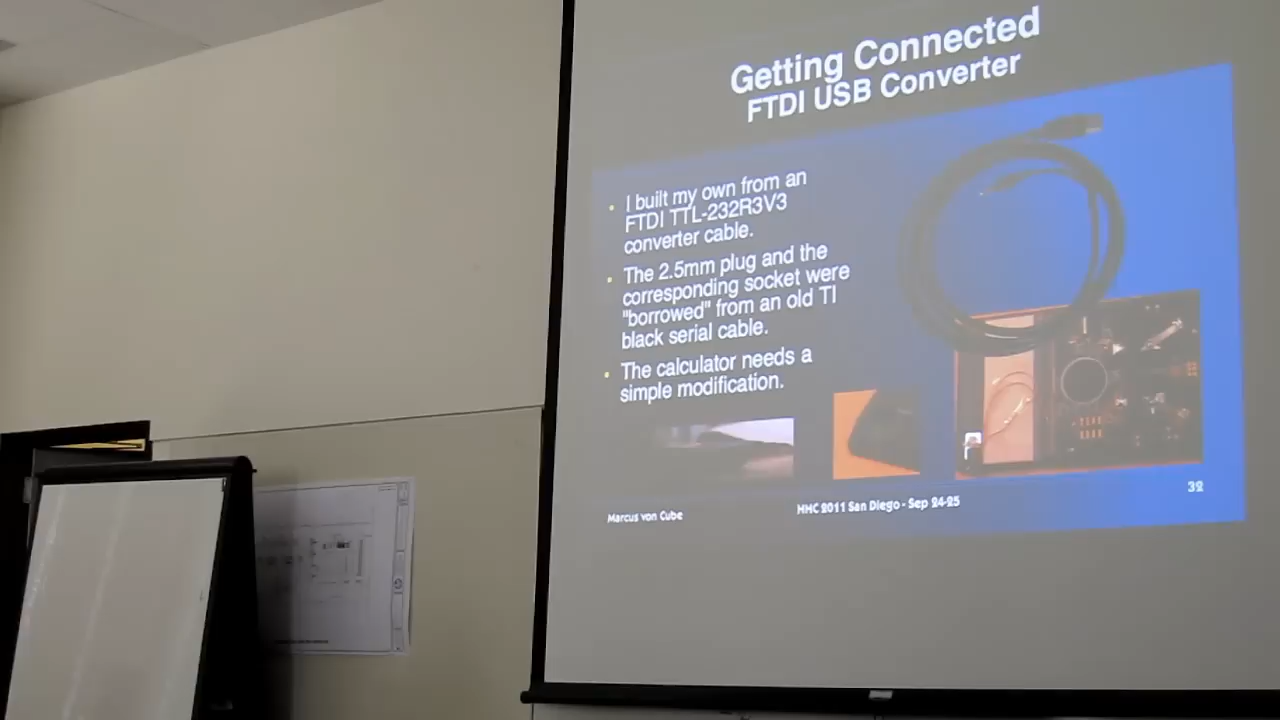 Getting Connected
FTDI USB Converter
• I built my own from an
FTDI TTL-232R3V3
converter cable.
• The 2.5mm plug and the
corresponding socket were
"borrowed" from an old TI
black serial cable.
• The calculator needs a
simple modification.
Marcus von Cube
HHC 2011 San Diego - Sep 24-25
32